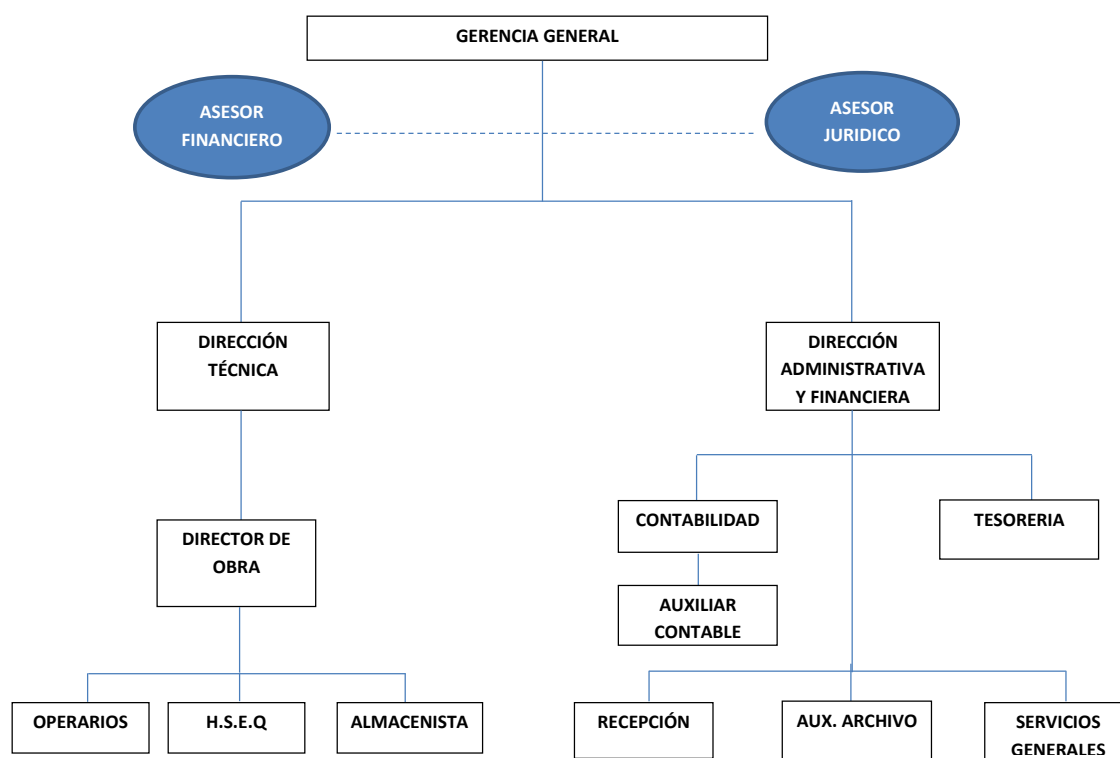 GERENCIA GENERAL
ASESOR
FINANCIERO
ASESOR
JURIDICO
DIRECCIÓN
TÉCNICA
DIRECCIÓN
ADMINISTRATIVA
Y FINANCIERA
CONTABILIDAD
TESORERIA
DIRECTOR DE
OBRA
AUXILIAR
CONTABLE
OPERARIOS
H.S.E.Q
ALMACENISTA
RECEPCIÓN
AUX. ARCHIVO
SERVICIOS
GENERALES